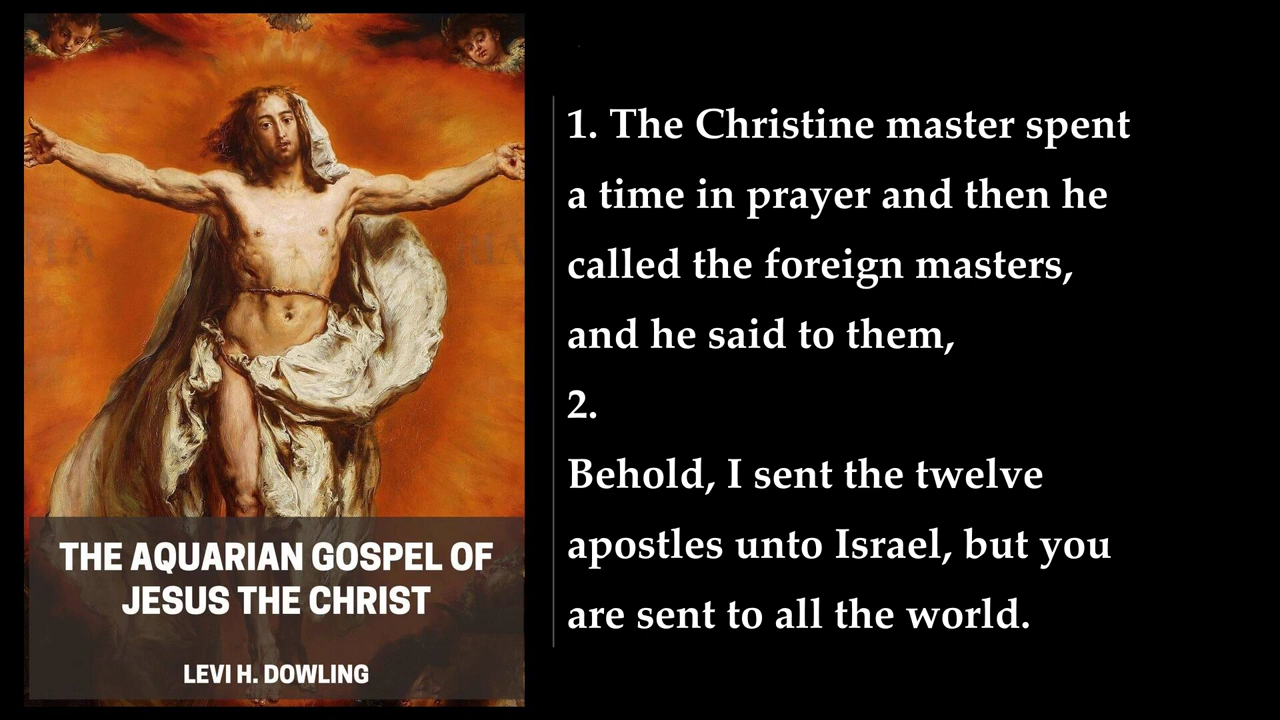 THE AQUARIAN GOSPEL OF
JESUS THE CHRIST
LEVI H. DOWLING
1. The Christine master spent
a time in prayer and then he
called the foreign masters,
and he said to them,
2.
Behold, I sent the twelve
apostles unto Israel, but you
are sent to all the world.